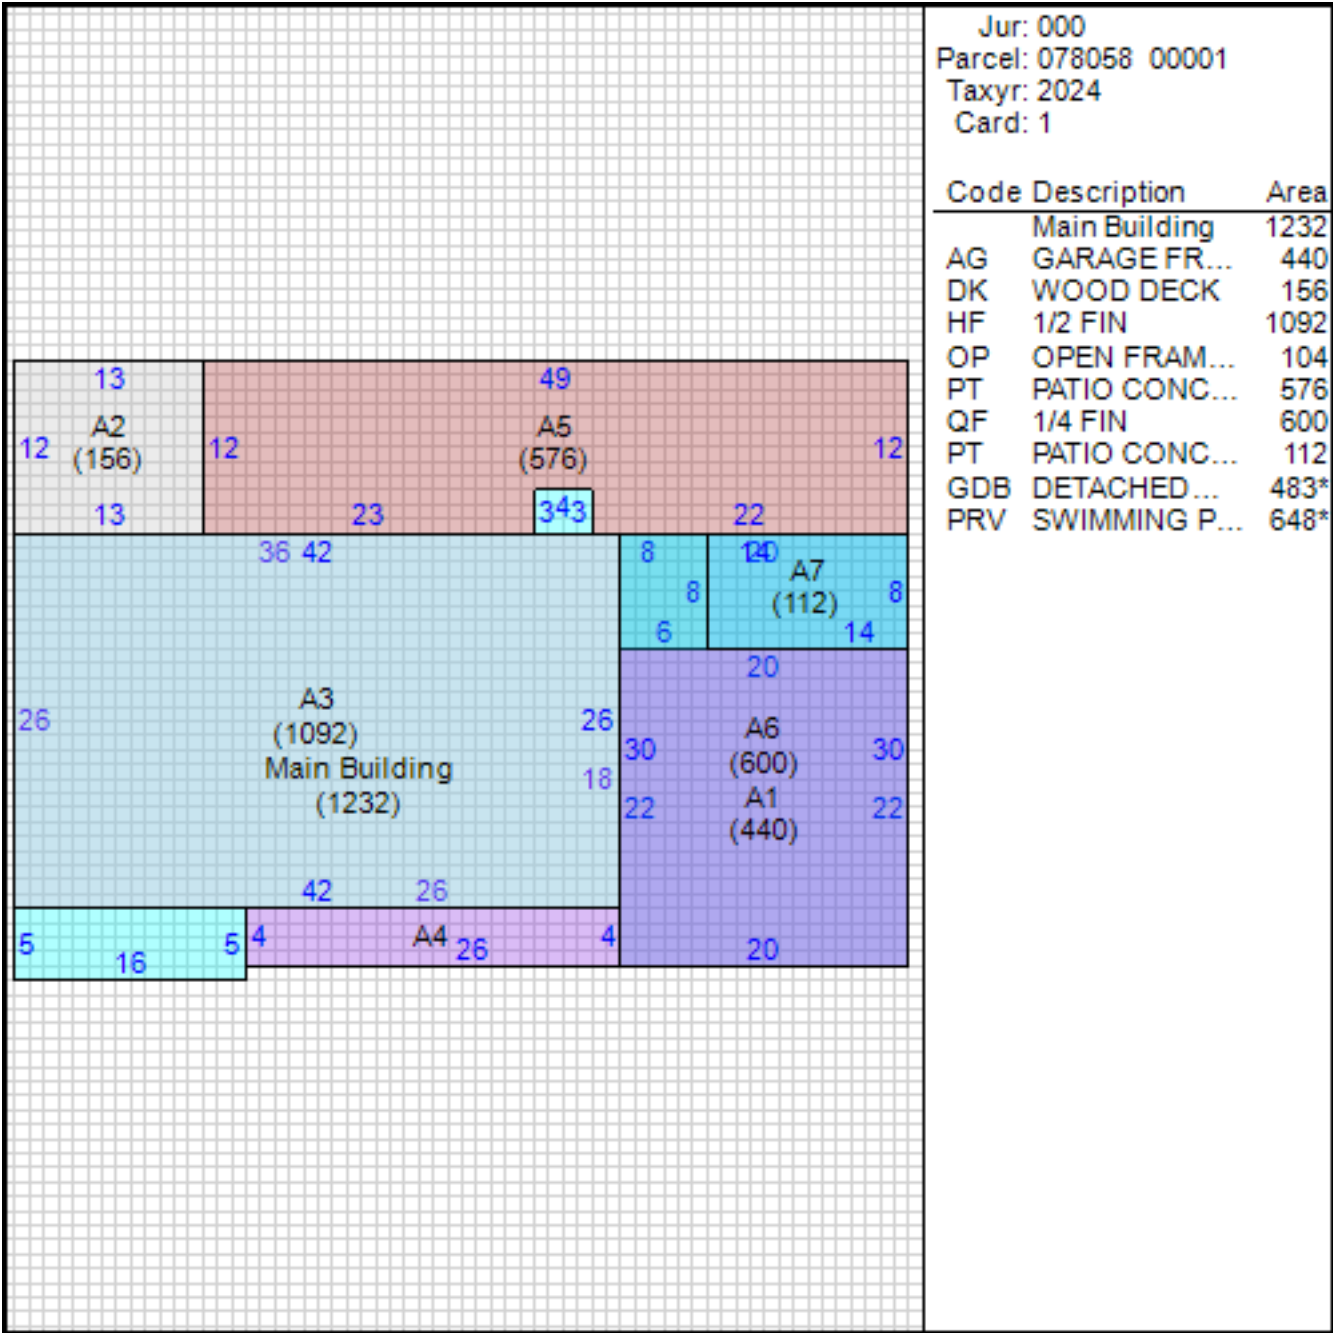 Jur: 000
Parcel: 078058 00001
Taxyr: 2024
Card: 1
Code Description Area
Main Building 1232
AG GARAGE FR... 440
DK WOOD DECK 156
HF 1/2 FIN 1092
OP OPEN FRAM... 104
PT PATIO CONC... 576
QF 1/4 FIN 600
PT PATIO CONC... 112
GDB DETACHED... 483*
PRV SWIMMING P... 648*
13 49
A2 A5
12 (156) 12 (576) 12
13 23 3 4 3 22
36 42 8 14 20
A7
8 (112) 8
6 14
20
A3
26 (1092) 26
A6
30 (600) 30
Main Building 18
(1232)
A1
22 (440) 22
42 26
5 16 5 4 A4 26 4 20